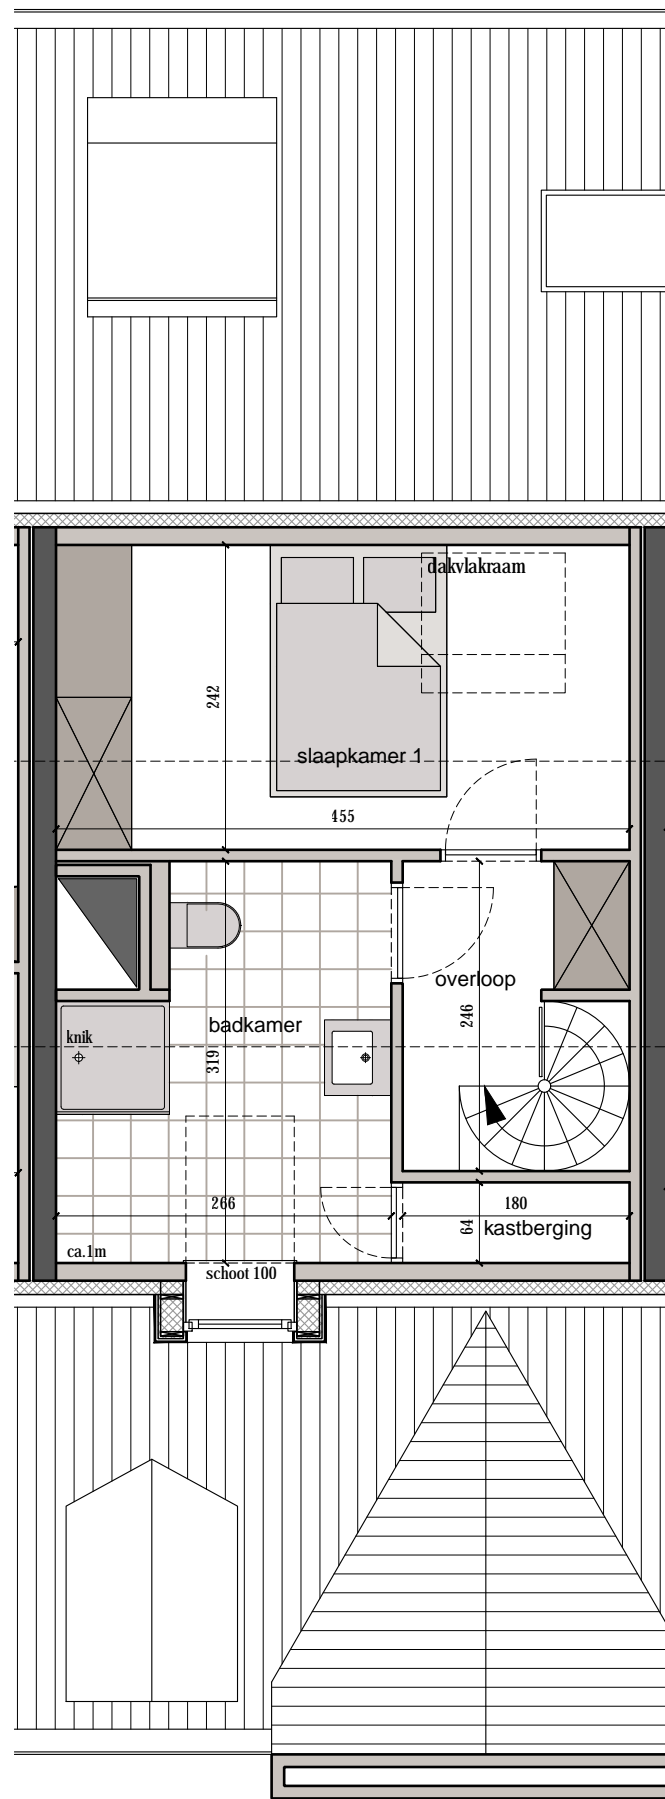 dakvlakraam
242
slaapkamer 1
455
overloop
badkamer
246
knik
319
266
180
64
kastberging
ca.1m
schoot 100